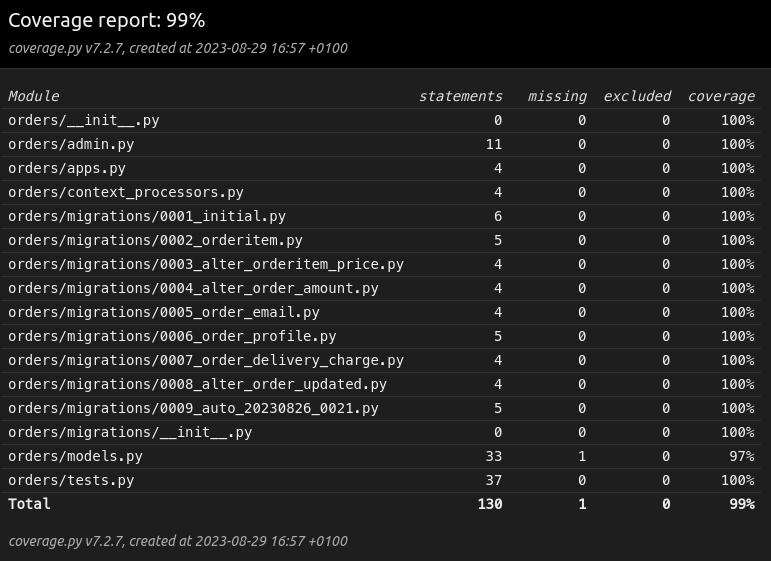 Coverage report: 99%
coverage.py v7.2.7, created at 2023-08-29 16:57 +0100
Module statements missing excluded coverage
orders/__init__.py 0 0 0 100%
orders/admin.py 11 0 0 100%
orders/apps.py 4 0 0 100%
orders/context_processors.py 4 0 0 100%
orders/migrations/0001_initial.py 6 0 0 100%
orders/migrations/0002_orderitem.py 5 0 0 100%
orders/migrations/0003_alter_orderitem_price.py 4 0 0 100%
orders/migrations/0004_alter_order_amount.py 4 0 0 100%
orders/migrations/0005_order_email.py 4 0 0 100%
orders/migrations/0006_order_profile.py 5 0 0 100%
orders/migrations/0007_order_delivery_charge.py 4 0 0 100%
orders/migrations/0008_alter_order_updated.py 4 0 0 100%
orders/migrations/0009_auto_20230826_0021.py 5 0 0 100%
orders/migrations/__init__.py 0 0 0 100%
orders/models.py 33 1 0 97%
orders/tests.py 37 0 0 100%
Total 130 1 0 99%
coverage.py v7.2.7, created at 2023-08-29 16:57 +0100